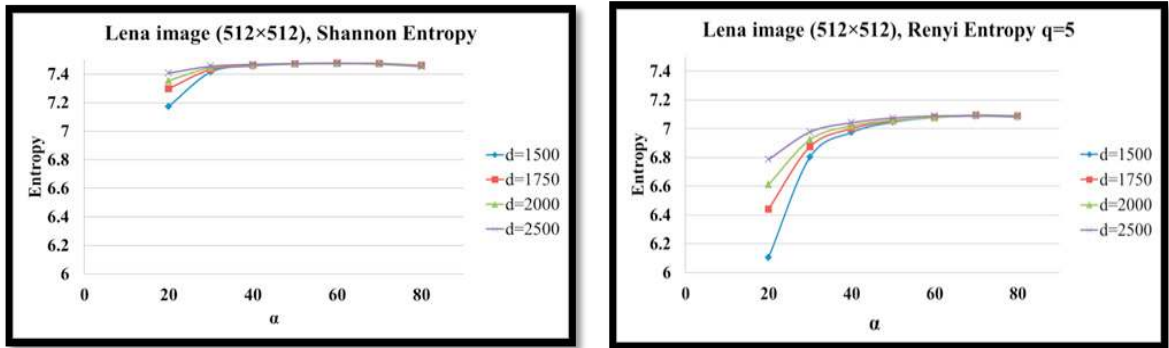 Lena image (512×512), Shannon Entropy
7.4
7.2
7
6.8
6.6
6.4
6.2
6
Entropy
0
20
40
60
80
α
d=1500
d=1750
d=2000
d=2500
Lena image (512×512), Renyi Entropy q=5
7.4
7.2
7
6.8
6.6
6.4
6.2
6
Entropy
0
20
40
60
80
α
d=1500
d=1750
d=2000
d=2500